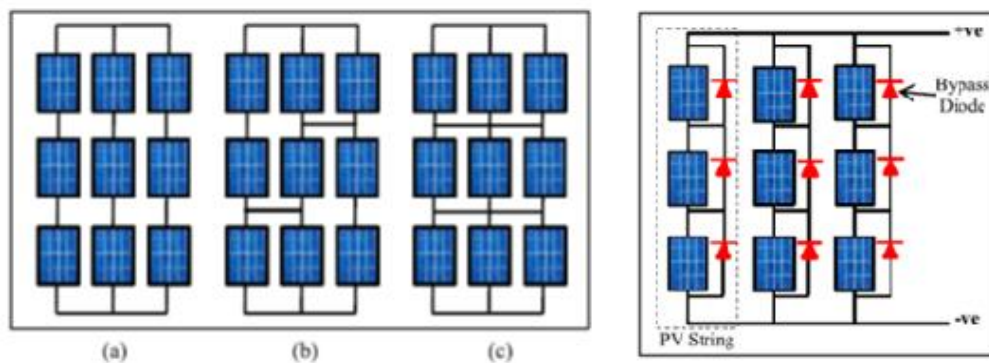 (a) (b) (c)
+ve
Bypass
Diode
-ve
PV String